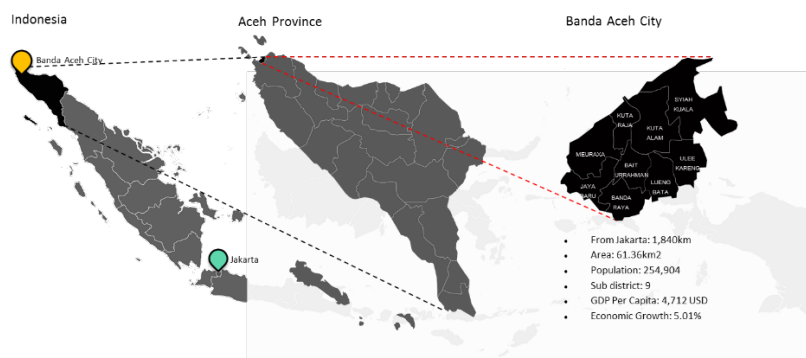 Indonesia
Aceh Province
Banda Aceh City
Banda Aceh City
Jakarta
SYIAH
KUALA
KUTA
RAJA
KUTA
ALAM
MEURAXA
BAIT
URRAHMAN
ULEE
KARENG
JAYA
BARU
BANDA
RAYA
LUENG
BATA
• From Jakarta: 1,840km
• Area: 61.36km2
• Population: 254,904
• Sub district: 9
• GDP Per Capita: 4,712 USD
• Economic Growth: 5.01%